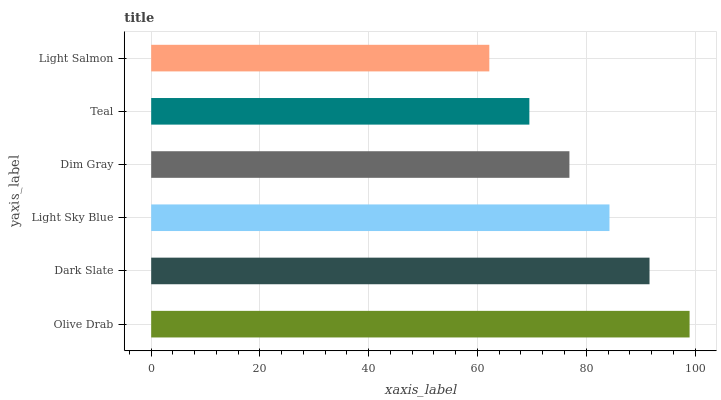 title
Light Salmon
Teal
Dim Gray
Light Sky Blue
Dark Slate
Olive Drab
yaxis_label
0 20 40 60 80 100
xaxis_label